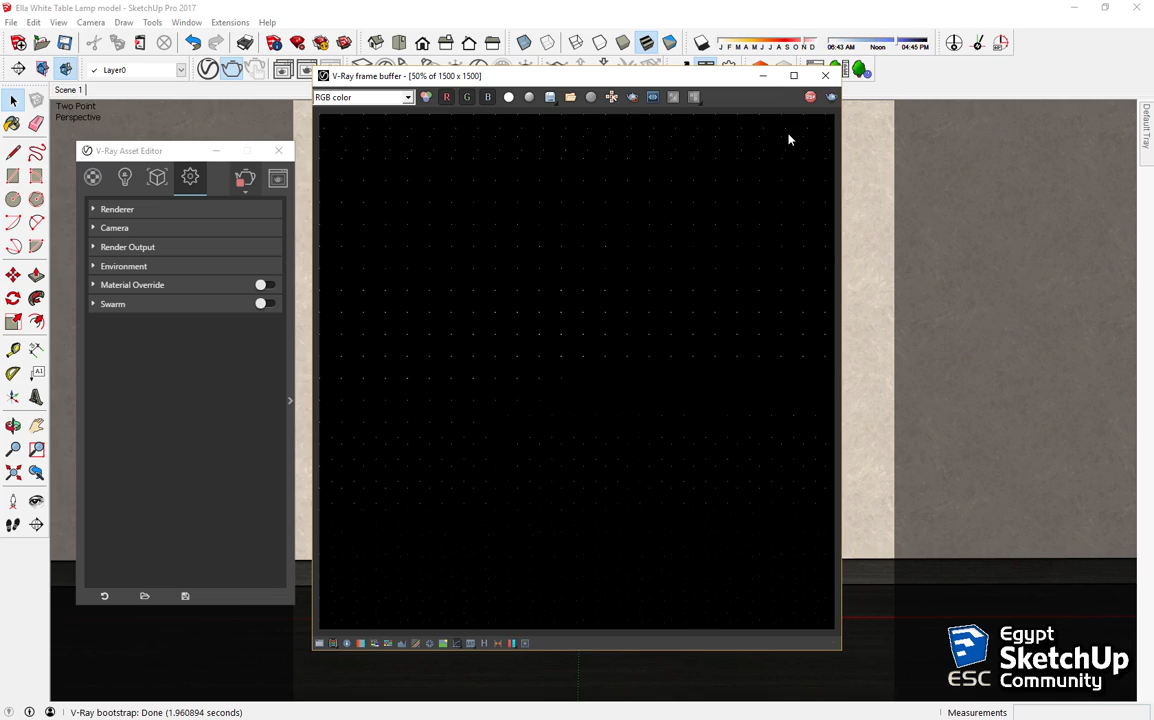 Ella White Table Lamp model - SketchUp Pro 2017
File Edit View Camera Draw Tools Window Extensions Help
J F M A M J J A S O N D
06:43 AM Noon 04:45 PM
Layer0
Scene 1
Two Point
Perspective
V-Ray frame buffer - [50% of 1500 x 1500]
RGB color
R G B
STOP
Default Tray
V-Ray Asset Editor
Renderer
Camera
Render Output
Environment
Material Override
Swarm
A1
H
V-Ray bootstrap: Done (1.960894 seconds)
Measurements
Egypt
SketchUp
Community
ESC